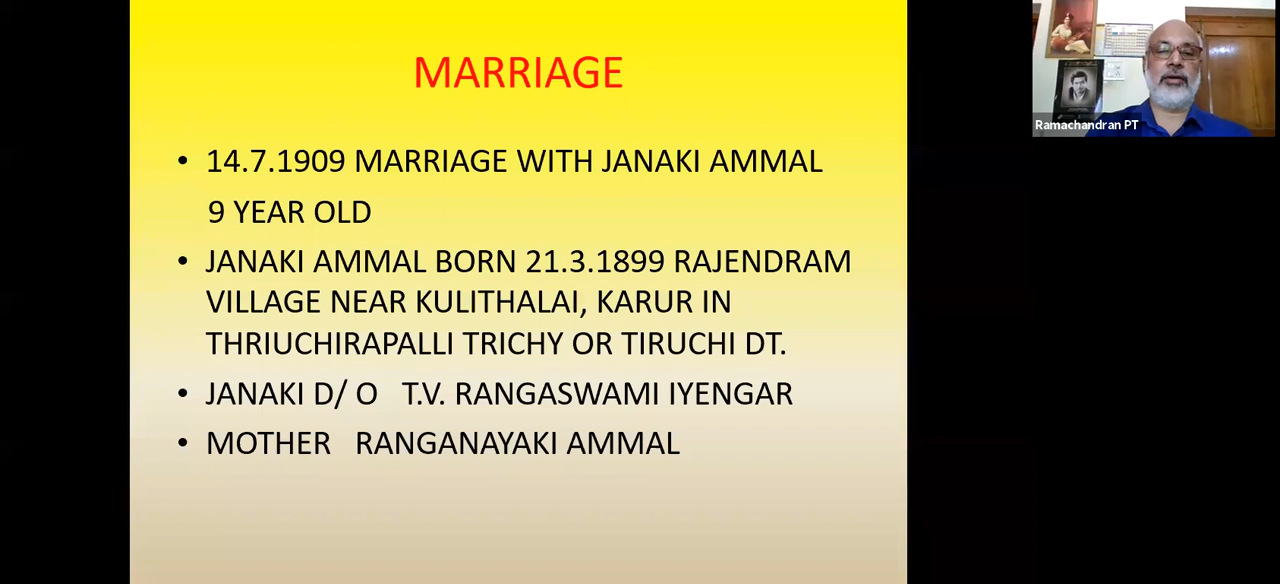 MARRIAGE
• 14.7.1909 MARRIAGE WITH JANAKI AMMAL
9 YEAR OLD
• JANAKI AMMAL BORN 21.3.1899 RAJENDRAM
VILLAGE NEAR KULITHALAI, KARUR IN
THRIUCHIRAPALLI TRICHY OR TIRUCHI DT.
• JANAKI D/ O T.V. RANGASWAMI IYENGAR
• MOTHER RANGANAYAKI AMMAL
Ramachandran PT